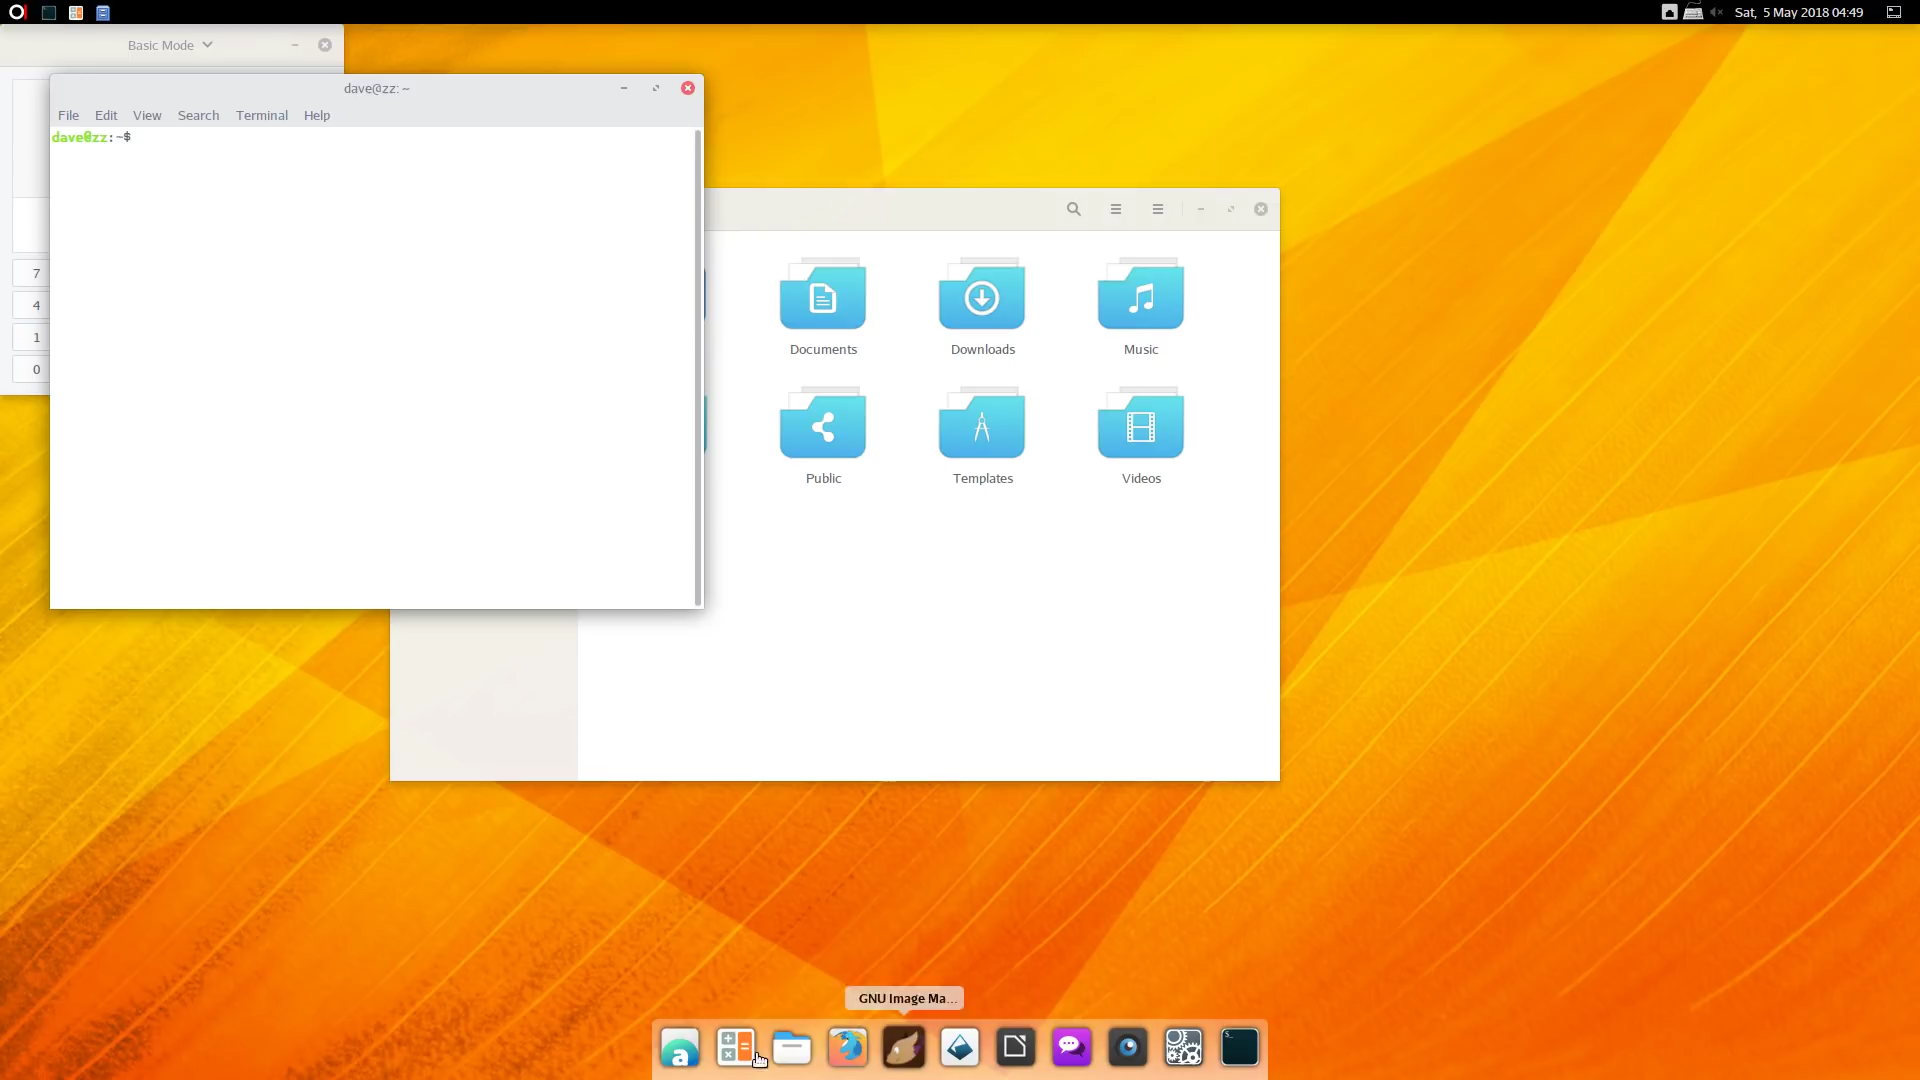 Sat, 5 May 2018 04:49
Basic Mode
dave@zz: ~
File Edit View Search Terminal Help
dave@zz:~$
7
4
1
0
Documents
Downloads
Music
Public
Templates
Videos
GNU Image Ma...